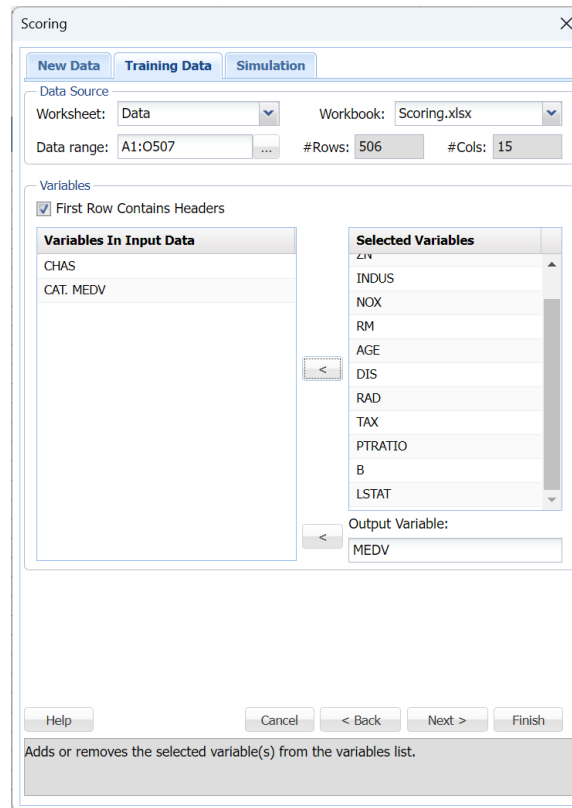 Scoring
New Data Training Data Simulation
Data Source
Worksheet: Data Workbook: Scoring.xlsx
Data range: A1:O507 ... #Rows: 506 #Cols: 15
Variables
First Row Contains Headers
Variables In Input Data
CHAS
CAT. MEDV
<
Selected Variables
ZN
INDUS
NOX
RM
AGE
DIS
RAD
TAX
PTRATIO
B
LSTAT
<
Output Variable:
MEDV
Help Cancel < Back Next > Finish
Adds or removes the selected variable(s) from the variables list.